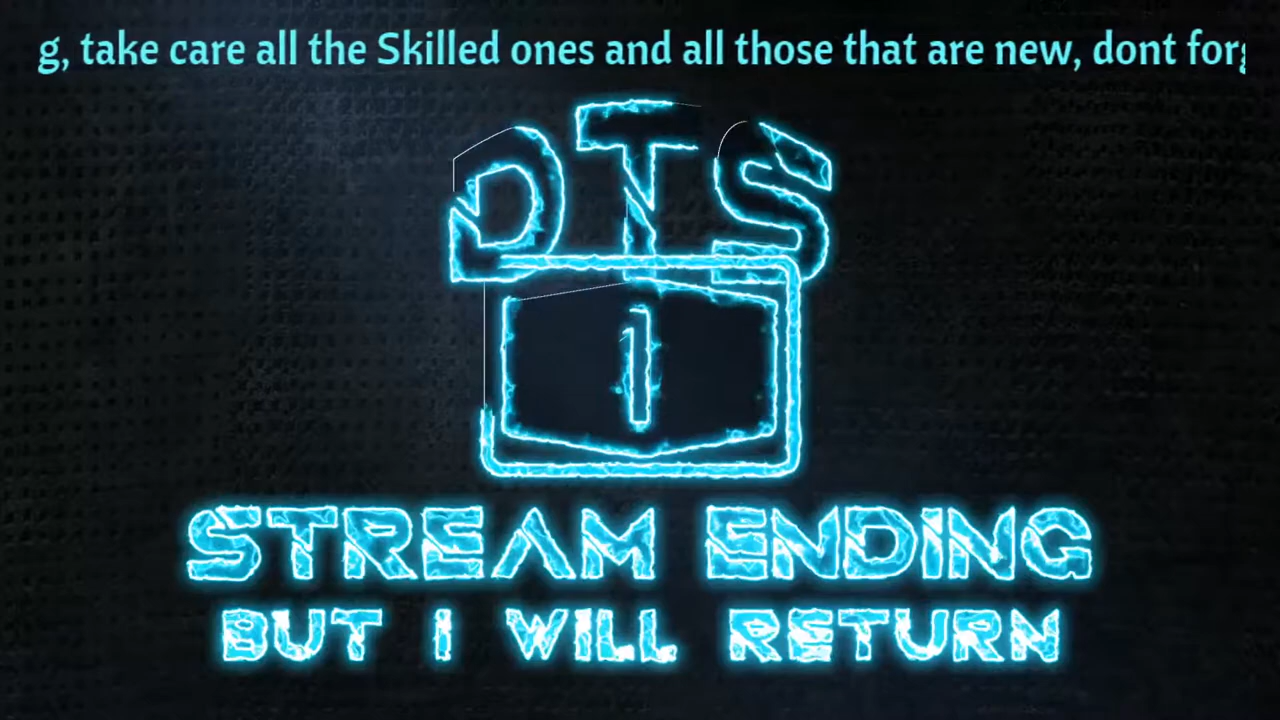 g, take care all the Skilled ones and all those that are new, dont forg
DTS
1
STREAM ENDING
BUT I WILL RETURN